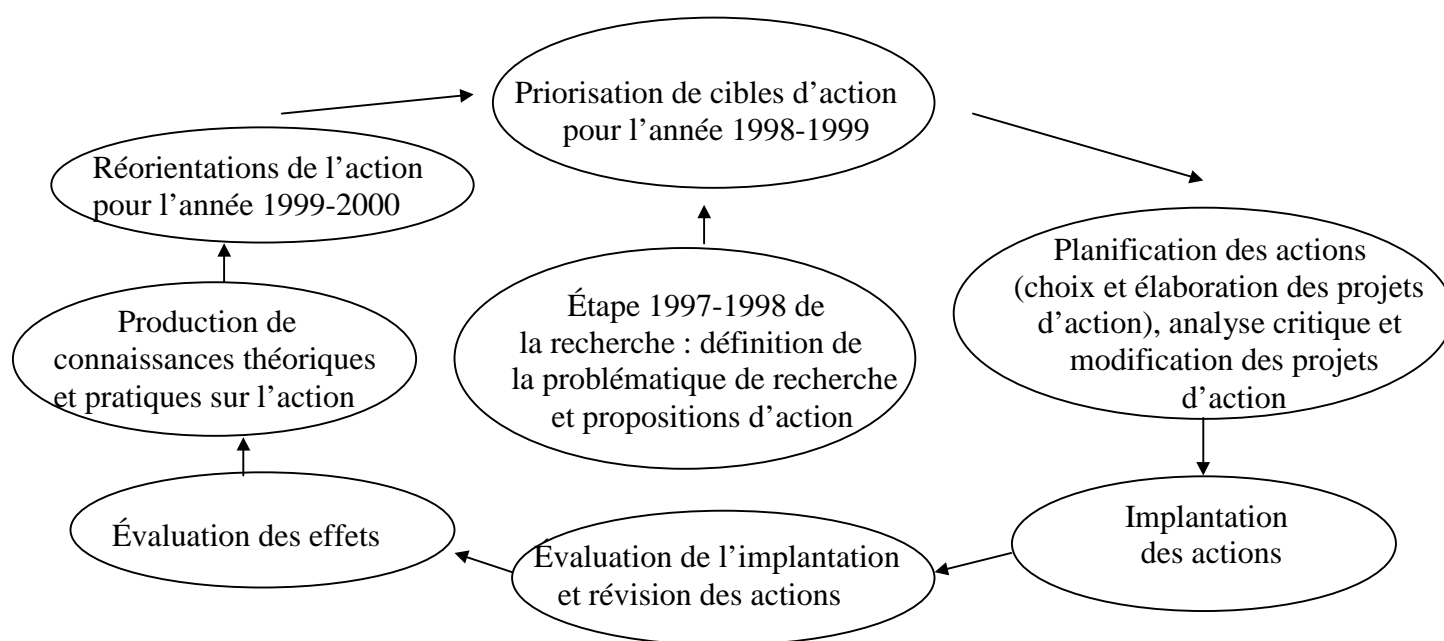 Priorisation de cibles d’action
pour l’année 1998-1999
Réorientations de l’action
pour l’année 1999-2000
Planification des actions
(choix et élaboration des projets
d’action), analyse critique et
modification des projets
d’action
Étape 1997-1998 de
la recherche : définition de
la problématique de recherche
et propositions d’action
Production de
connaissances théoriques
et pratiques sur l’action
Implantation
des actions
Évaluation des effets
Évaluation de l’implantation
et révision des actions